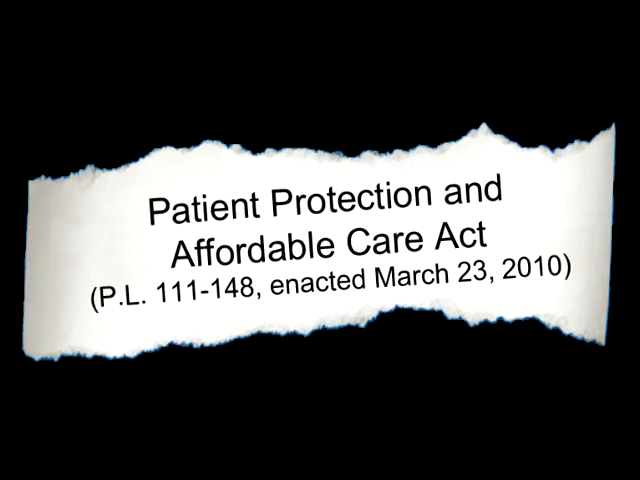 Patient Protection and
Affordable Care Act
(P.L. 111-148, enacted March 23, 2010)